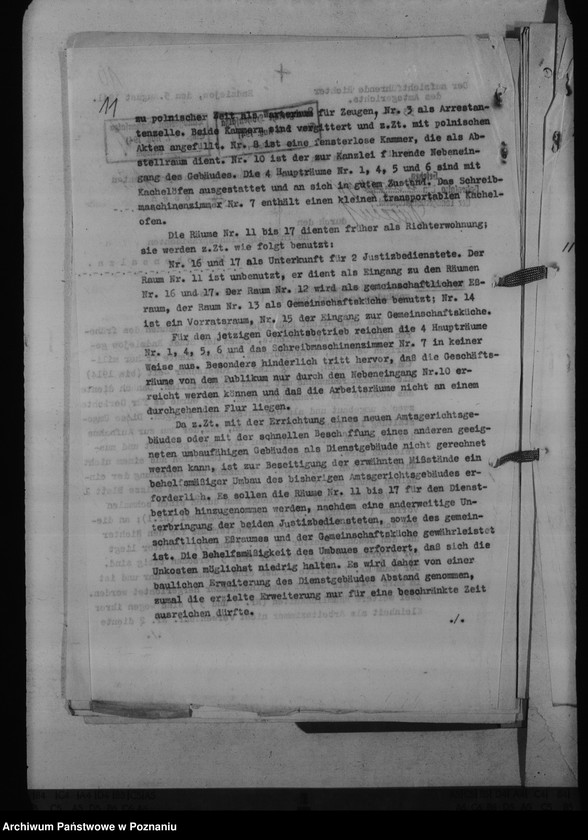 11
zu polnischer Zeit als Warteraum für Zeugen, Nr. 3 als Arrestan-
tenzelle. Beide Kammern sind vergittert und z.Zt. mit polnischen
Akten angefüllt. Nr. 8 ist eine fensterlose Kammer, die als Ab-
stellraum dient. Nr. 10 ist der zur Kanzlei führende Nebenein-
gang des Gebäudes. Die 4 Haupträume Nr. 1, 4, 5 und 6 sind mit
Kachelöfen ausgestattet und an sich in gutem Zustand. Das Schreib-
maschinenzimmer Nr. 7 enthält einen kleinen transportablen Kachel-
ofen.
Die Räume Nr. 11 bis 17 dienten früher als Richterwohnung;
sie werden z.Zt. wie folgt benutzt:
Nr. 16 und 17 als Unterkunft für 2 Justizbedienstete. Der
Raum Nr. 11 ist unbenutzt, er dient als Eingang zu den Räumen
Nr. 16 und 17. Der Raum Nr. 12 wird als gemeinschaftlicher Eß-
raum, der Raum Nr. 13 als Gemeinschaftsküche benutzt; Nr. 14
ist ein Vorratsraum, Nr. 15 der Eingang zur Gemeinschaftsküche.
Für den jetzigen Gerichtsbetrieb reichen die 4 Haupträume
Nr. 1, 4, 5, 6 und das Schreibmaschinenzimmer Nr. 7 in keiner
Weise aus. Besonders hinderlich tritt hervor, daß die Geschäfts-
räume von dem Publikum nur durch den Nebeneingang Nr.10 er-
reicht werden können und daß die Arbeitsräume nicht an einem
durchgehenden Flur liegen.
Da z.Zt. mit der Errichtung eines neuen Amtsgerichtsge-
bäudes oder mit der schnellen Beschaffung eines anderen geeig-
neten umbaufähigen Gebäudes als Dienstgebäude nicht gerechnet
werden kann, ist zur Beseitigung der erwähnten Mißstände ein
behelfsmäßiger Umbau des bisherigen Amtsgerichtsgebäudes er-
forderlich. Es sollen die Räume Nr. 11 bis 17 für den Dienst-
betrieb hinzugenommen werden, nachdem eine anderweitige Un-
terbringung der beiden Justizbediensteten, sowie des gemein-
schaftlichen Eßraumes und der Gemeinschaftsküche gewährleistet
ist. Die Behelfsmäßigkeit des Umbaues erfordert, daß sich die
Unkosten möglichst niedrig halten. Es wird daher von einer
baulichen Erweiterung des Dienstgebäudes Abstand genommen,
zumal die erzielte Erweiterung nur für eine beschränkte Zeit
ausreichen dürfte.
./.
Archiwum Państwowe w Poznaniu